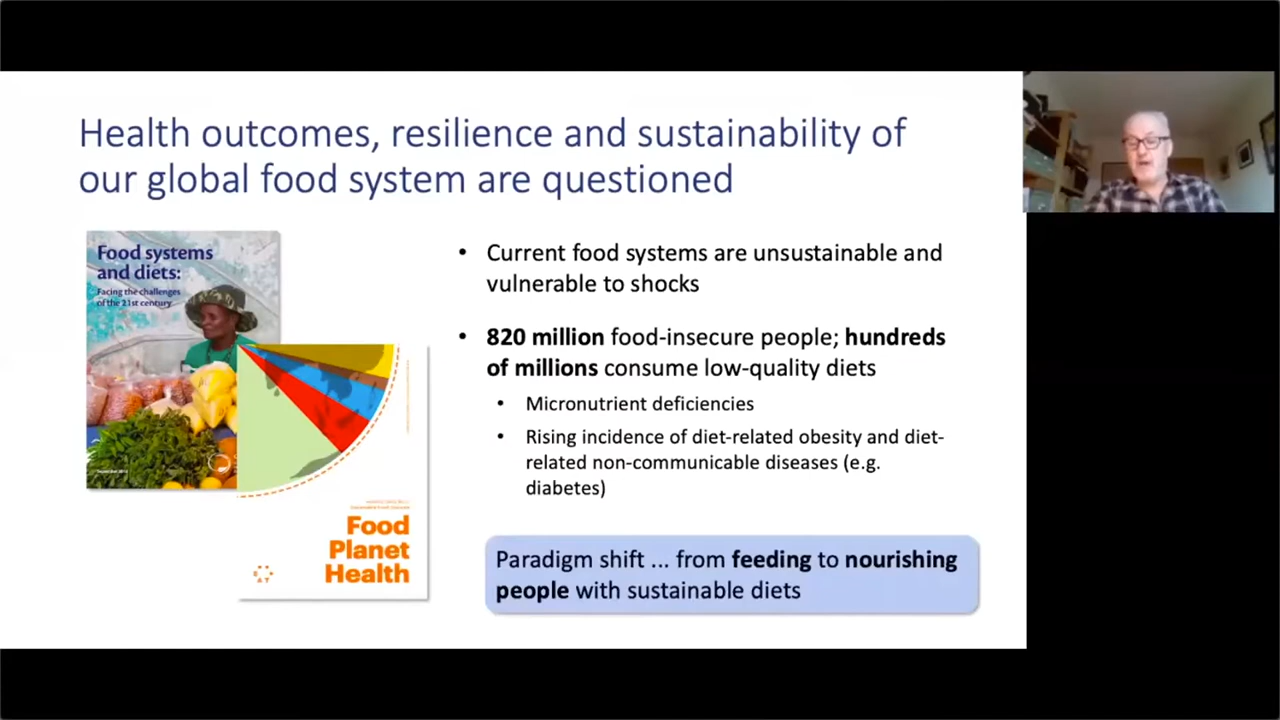 Health outcomes, resilience and sustainability of
our global food system are questioned
Food systems
and diets:
Facing the challenges
of the 21st century
Food
Planet
Health
• Current food systems are unsustainable and
vulnerable to shocks
• 820 million food-insecure people; hundreds
of millions consume low-quality diets
• Micronutrient deficiencies
• Rising incidence of diet-related obesity and diet-
related non-communicable diseases (e.g.
diabetes)
Paradigm shift ... from feeding to nourishing
people with sustainable diets